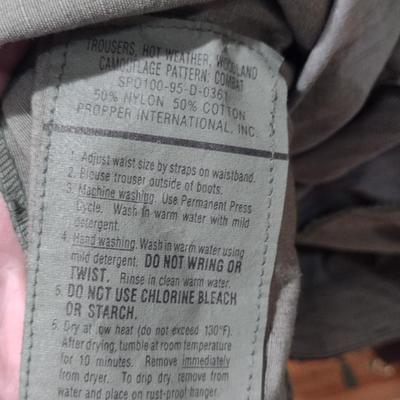 TROUSERS, HOT WEATHER, WOODLAND
CAMOUFLAGE PATTERN: COMBAT
SPO100-95-D-0361
50% NYLON 50% COTTON
PROPPER INTERNATIONAL, INC.
1. Adjust waist size by straps on waistband.
2. Blouse trouser outside of boots.
3. Machine washing. Use Permanent Press
Cycle. Wash in warm water with mild
detergent.
4. Hand washing. Wash in warm water using
mild detergent. DO NOT WRING OR
TWIST. Rinse in clean warm water.
5. DO NOT USE CHLORINE BLEACH
OR STARCH.
6. Dry at low heat (do not exceed 130°F).
After drying, tumble at room temperature
for 10 minutes. Remove immediately
from dryer. To drip dry, remove from
water and place on rust-proof hanger.